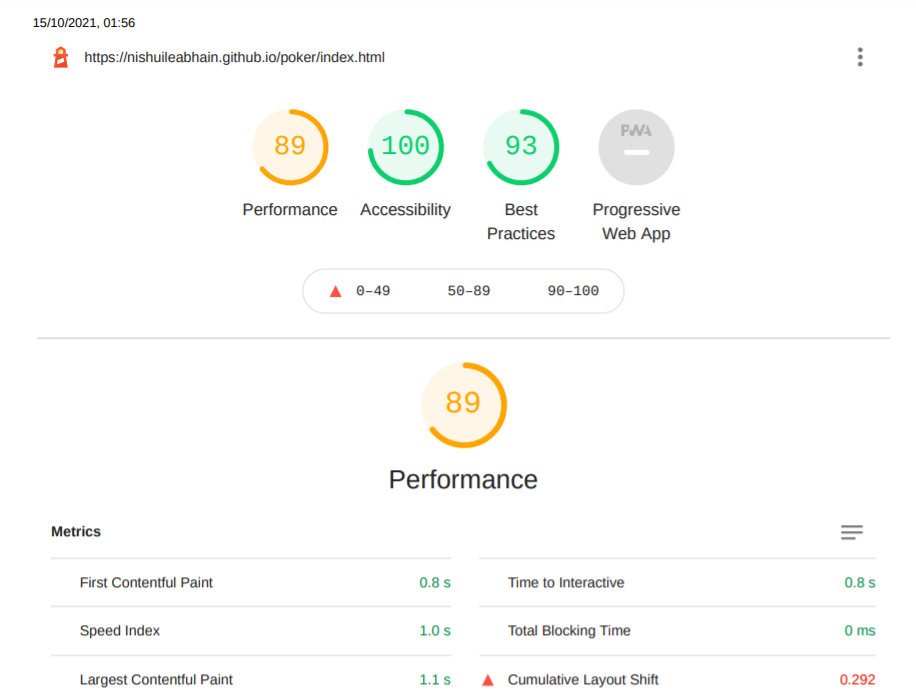 15/10/2021, 01:56
https://nishuileabhain.github.io/poker/index.html
89
100
93
PWA
Performance
Accessibility
Best
Practices
Progressive
Web App
0–49
50–89
90–100
89
Performance
Metrics
First Contentful Paint 0.8 s
Time to Interactive 0.8 s
Speed Index 1.0 s
Total Blocking Time 0 ms
Largest Contentful Paint 1.1 s
Cumulative Layout Shift 0.292